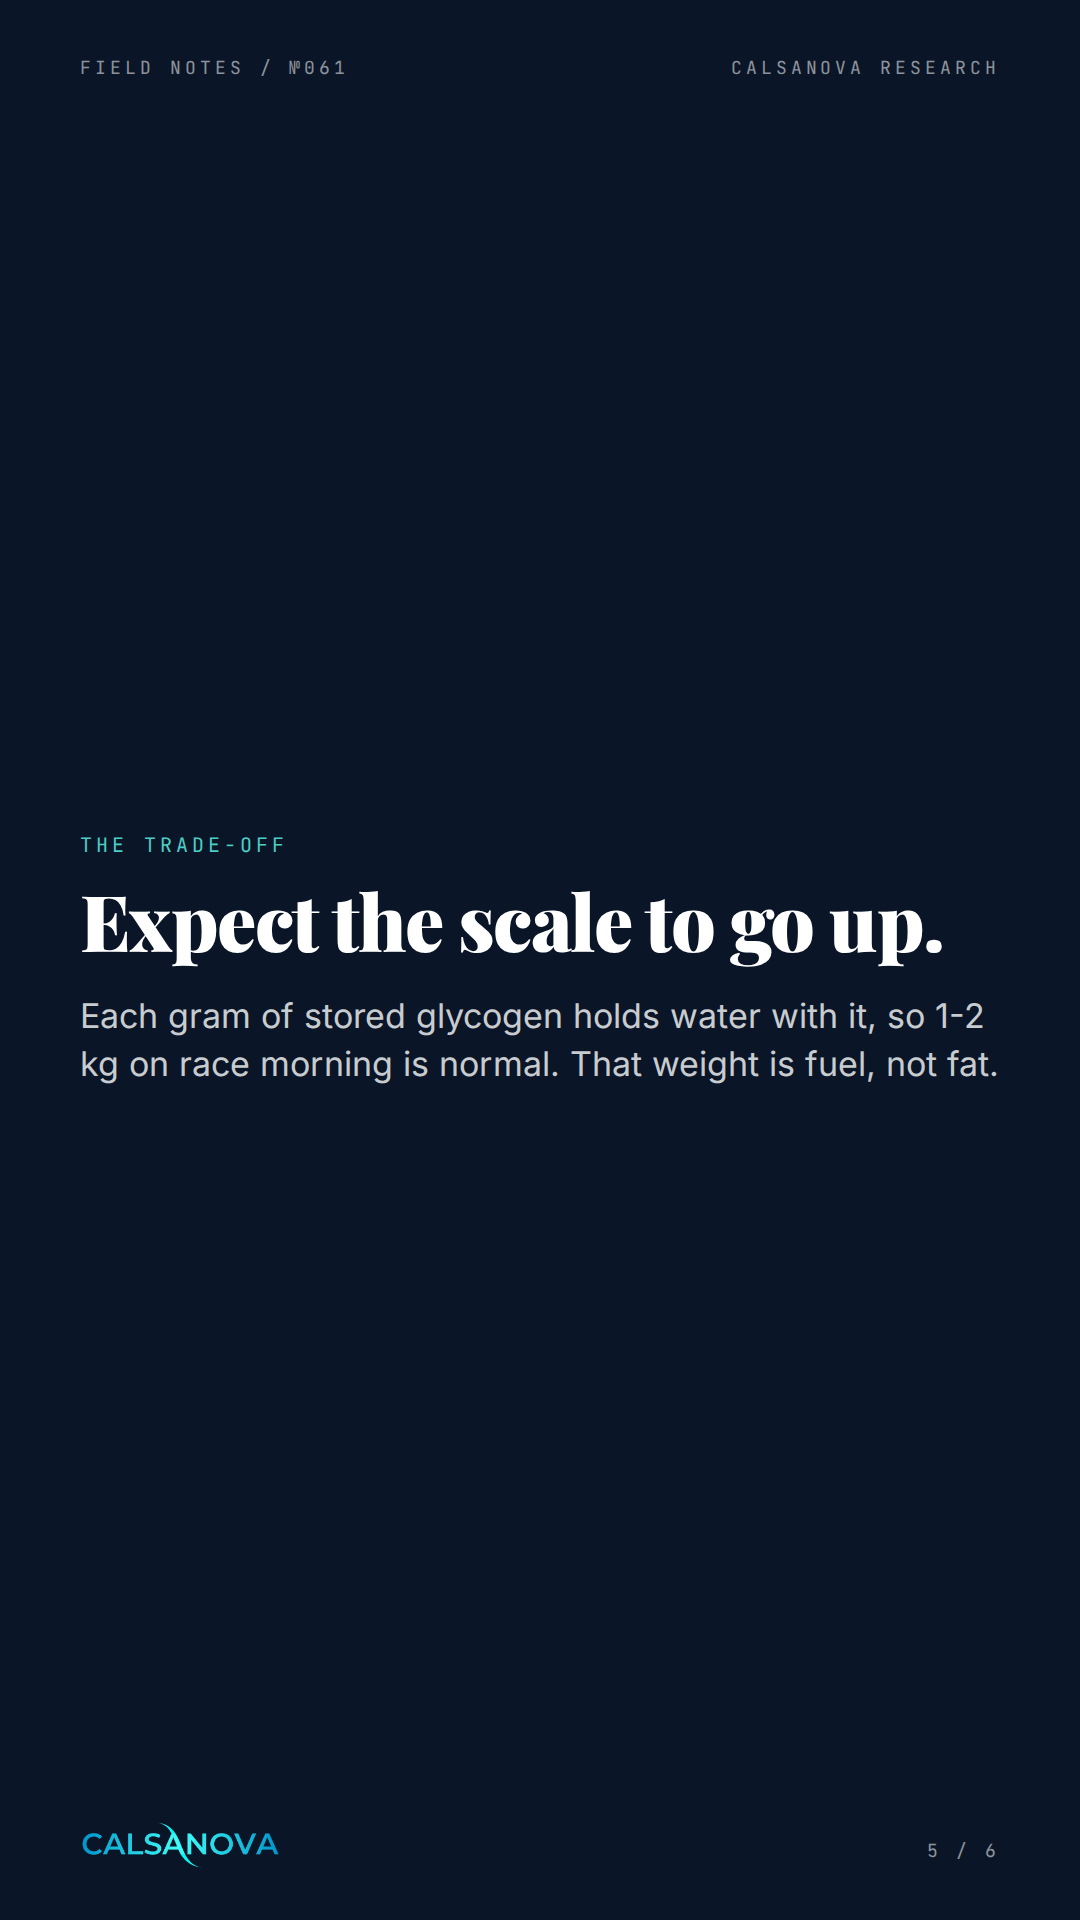 FIELD NOTES / №061
CALSANOVA RESEARCH
THE TRADE-OFF
Expect the scale to go up.
Each gram of stored glycogen holds water with it, so 1-2
kg on race morning is normal. That weight is fuel, not fat.
CALSANOVA
5 / 6